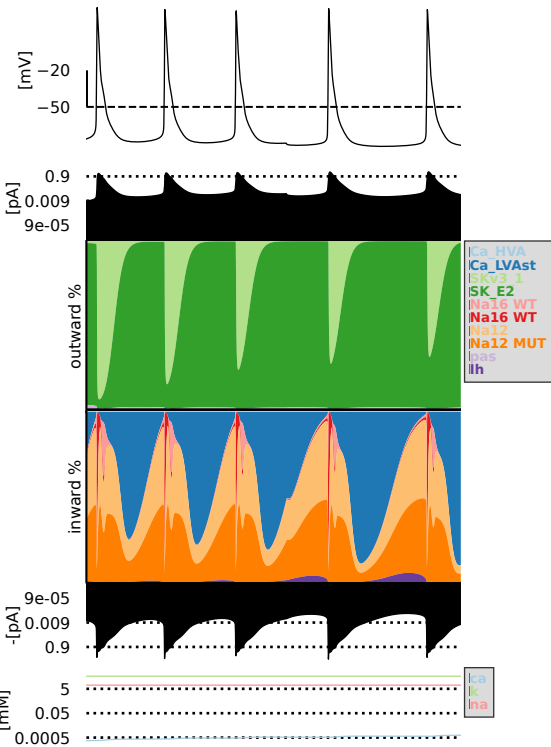 [mV]
−20
−50
[pA]
0.9
0.009
9e-05
outward %
Ca_HVA
Ca_LVAst
SKv3_1
SK_E2
Na16 WT
Na16 WT
Na12
Na12 MUT
pas
Ih
inward %
-[pA]
9e-05
0.009
0.9
[mM]
5
0.05
0.0005
ca
k
na